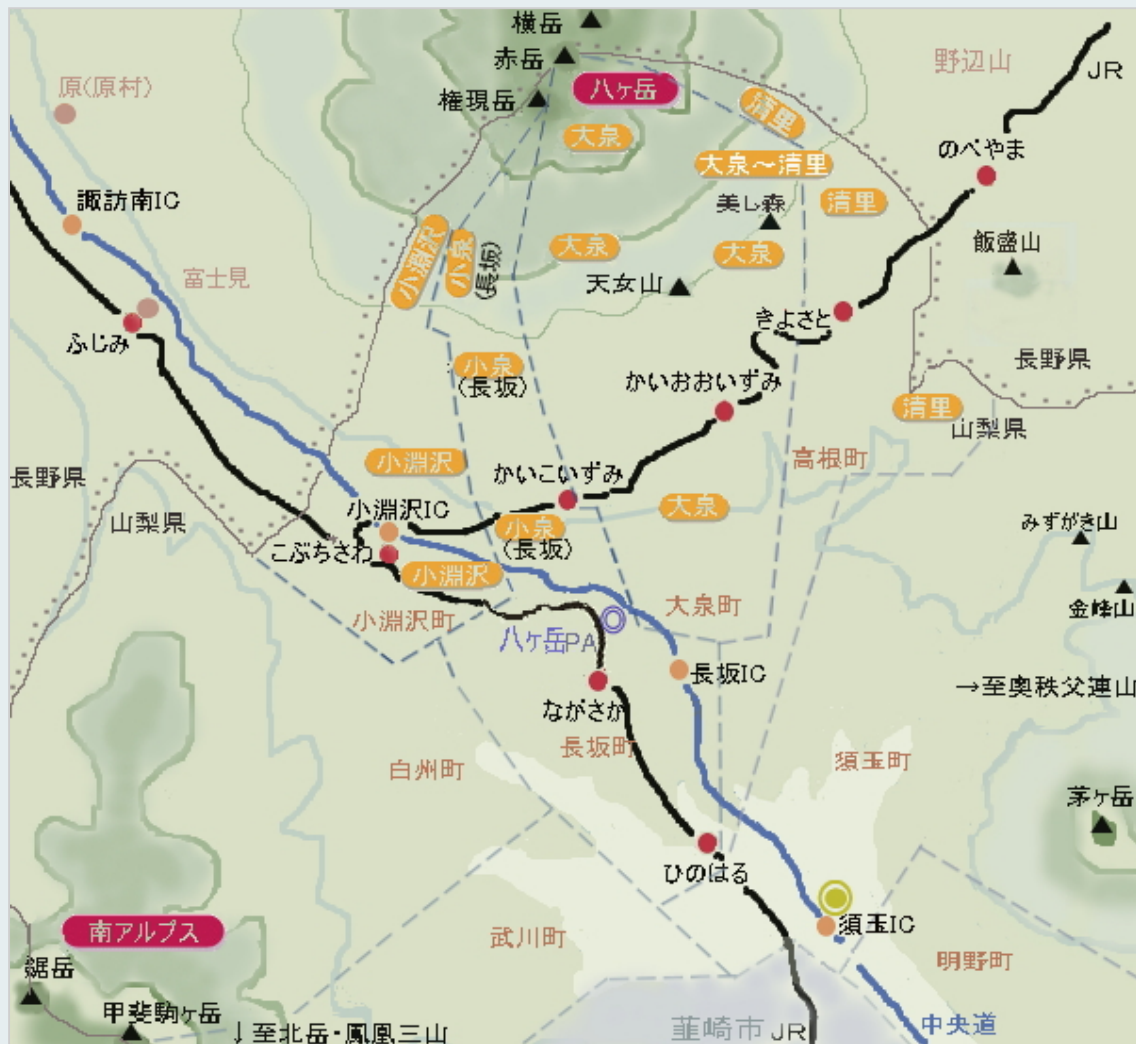 横岳
赤岳
野辺山
JR
原(原村)
八ヶ岳
権現岳
清里
大泉
のべやま
大泉～清里
諏訪南IC
美し森
清里
飯盛山
小淵沢
小泉
(長坂)
大泉
大泉
富士見
天女山
きよさと
ふじみ
長野県
小泉
(長坂)
かいおおいずみ
清里
山梨県
長野県
小淵沢
かいこいずみ
高根町
山梨県
小淵沢IC
小泉
(長坂)
大泉
みずがき山
こぶちさわ
小淵沢
金峰山
小淵沢町
大泉町
八ヶ岳PA
長坂IC
→至奥秩父連山
ながさか
長坂町
白州町
須玉町
茅ヶ岳
ひのはる
南アルプス
武川町
須玉IC
明野町
鋸岳
甲斐駒ヶ岳
↓至北岳・鳳凰三山
韮崎市
JR
中央道